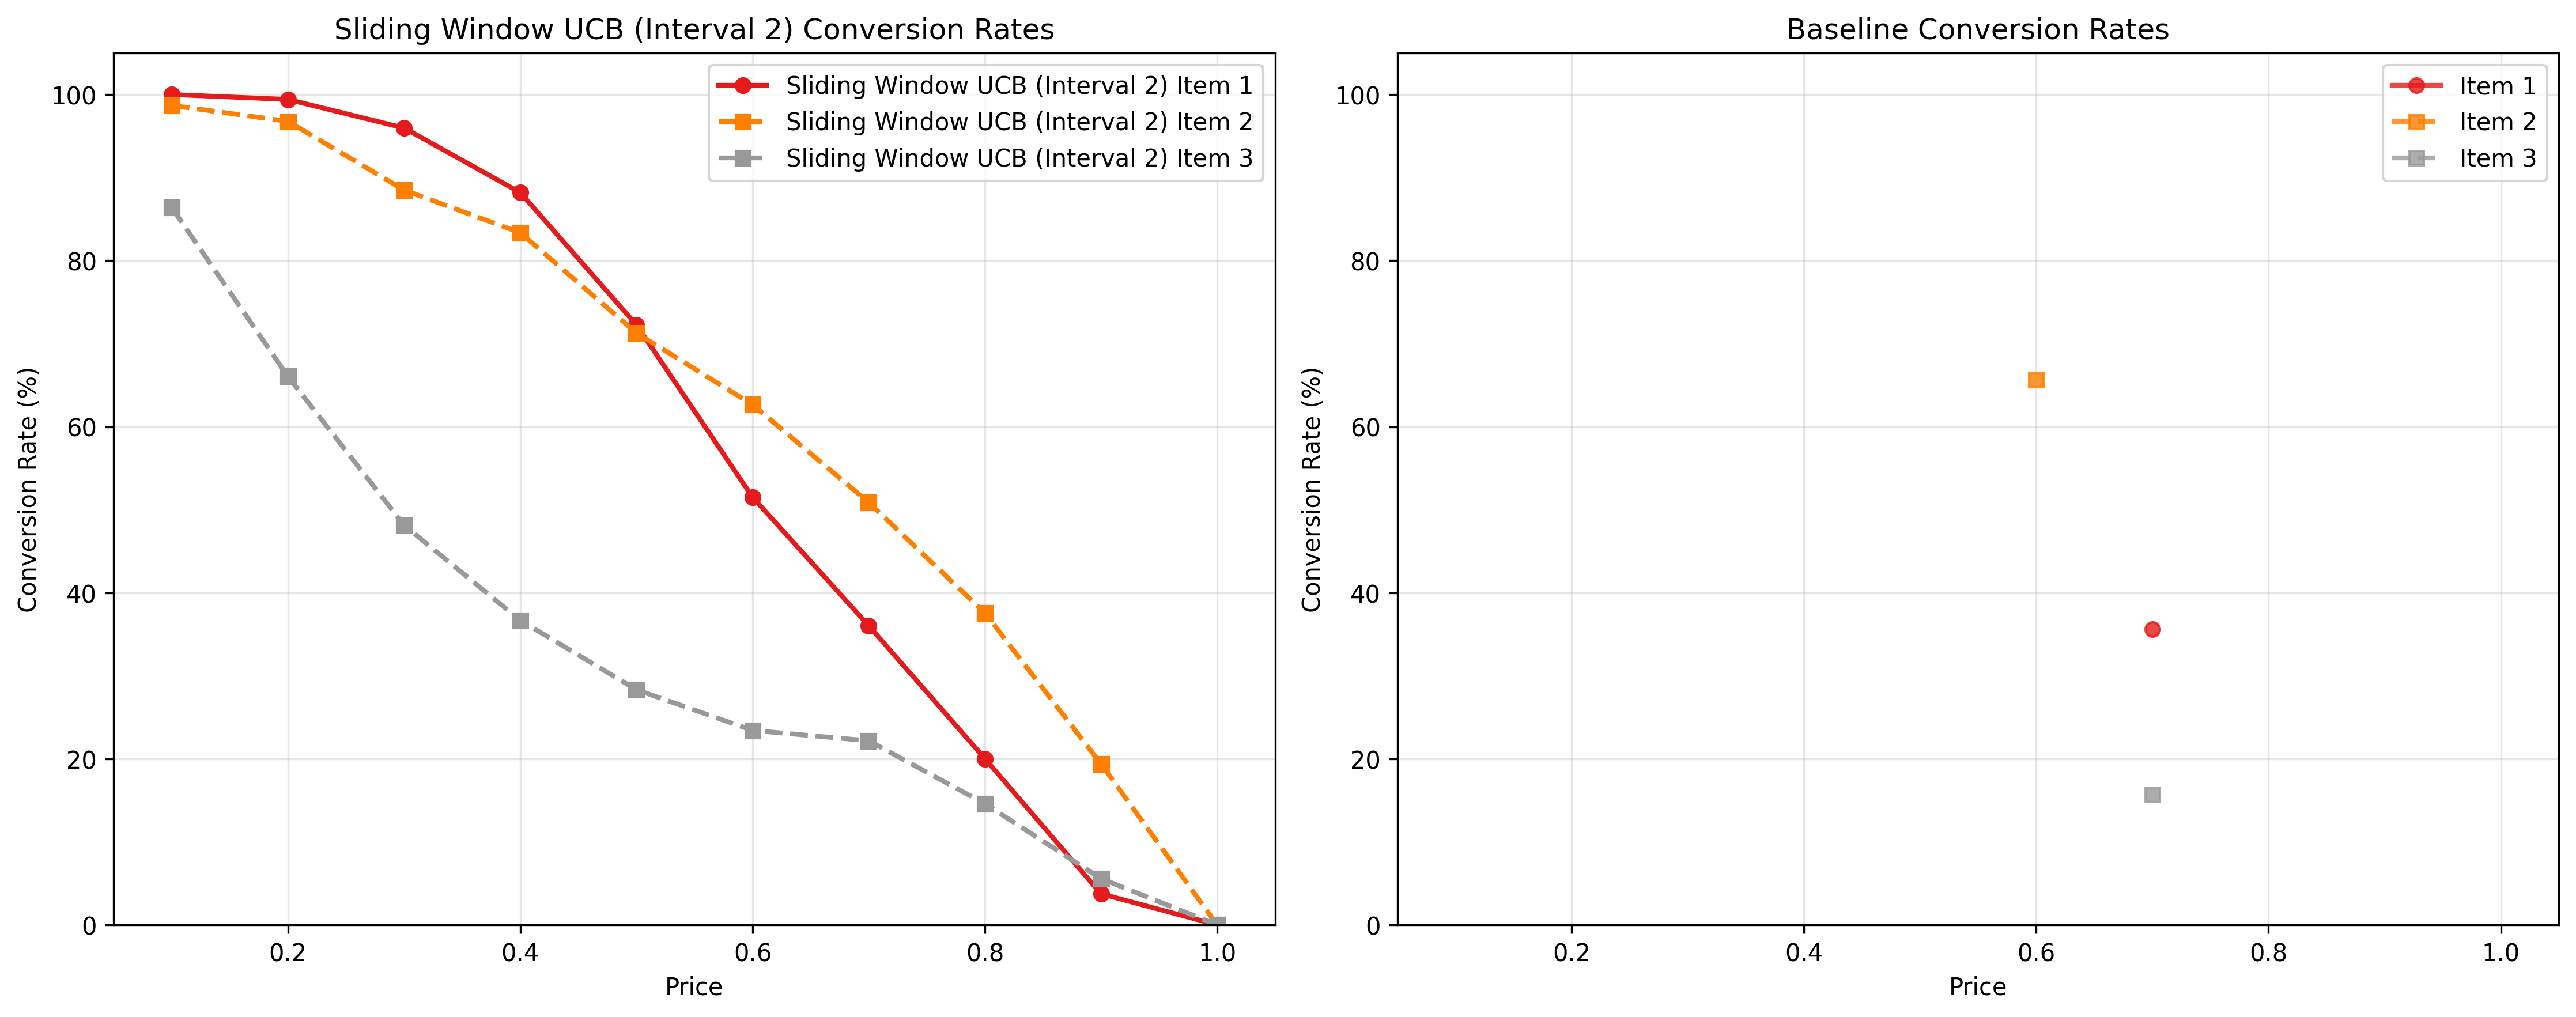 Sliding Window UCB (Interval 2) Conversion Rates
Conversion Rate (%)
100
80
60
40
20
0
Sliding Window UCB (Interval 2) Item 1
Sliding Window UCB (Interval 2) Item 2
Sliding Window UCB (Interval 2) Item 3
0.2 0.4 0.6 0.8 1.0
Price
Baseline Conversion Rates
Conversion Rate (%)
100
80
60
40
20
0
Item 1
Item 2
Item 3
0.2 0.4 0.6 0.8 1.0
Price